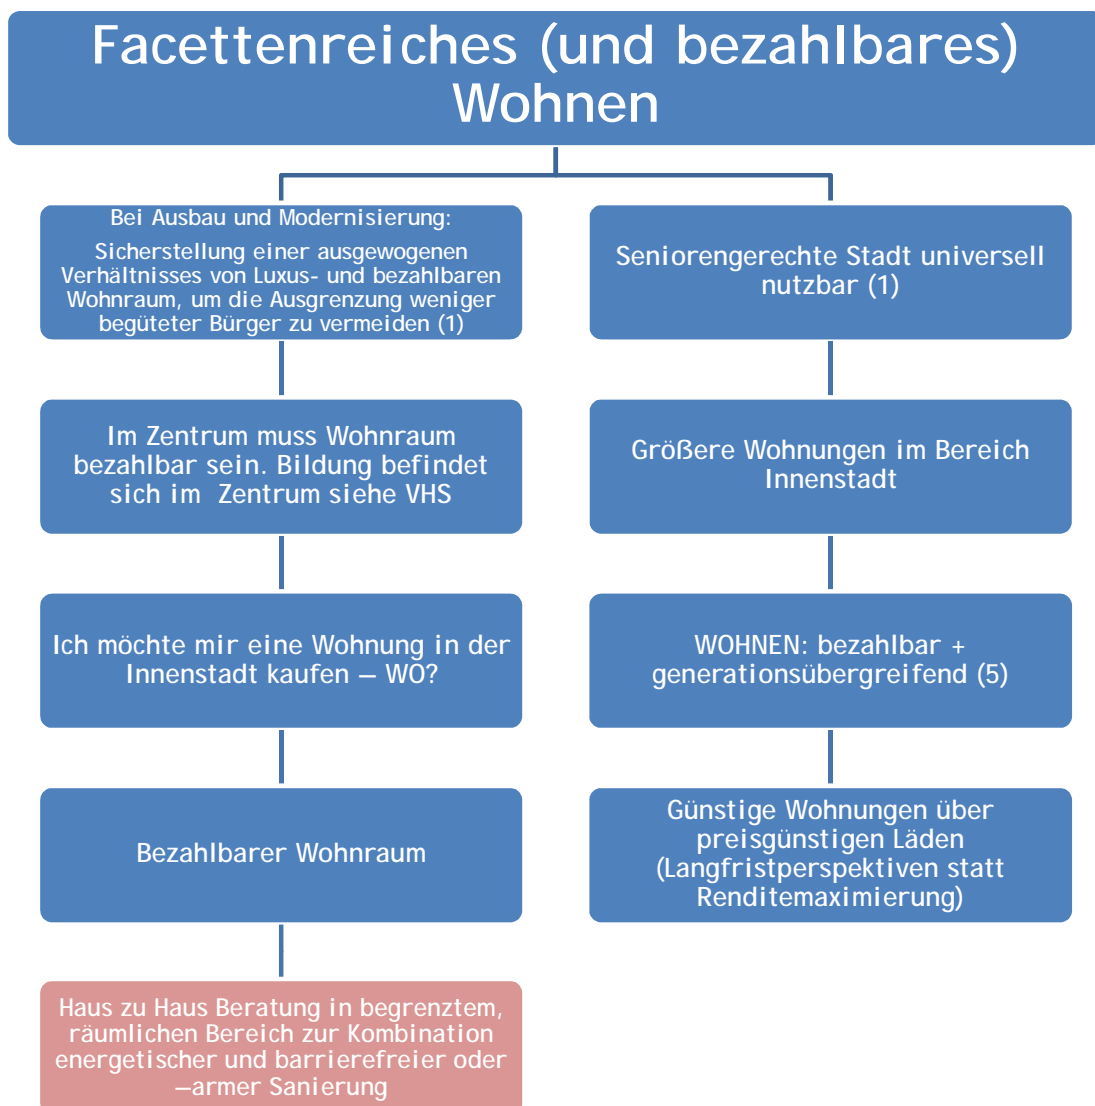 Facettenreiches (und bezahlbares)
Wohnen
Bei Ausbau und Modernisierung:
Sicherstellung einer ausgewogenen
Verhältnisses von Luxus- und bezahlbaren
Wohnraum, um die Ausgrenzung weniger
begüteter Bürger zu vermeiden (1)
Im Zentrum muss Wohnraum
bezahlbar sein. Bildung befindet
sich im Zentrum siehe VHS
Ich möchte mir eine Wohnung in der
Innenstadt kaufen – WO?
Bezahlbarer Wohnraum
Haus zu Haus Beratung in begrenztem,
räumlichen Bereich zur Kombination
energetischer und barrierefreier oder
–armer Sanierung
Seniorengerechte Stadt universell
nutzbar (1)
Größere Wohnungen im Bereich
Innenstadt
WOHNEN: bezahlbar +
generationsübergreifend (5)
Günstige Wohnungen über
preisgünstigen Läden
(Langfristperspektiven statt
Renditemaximierung)